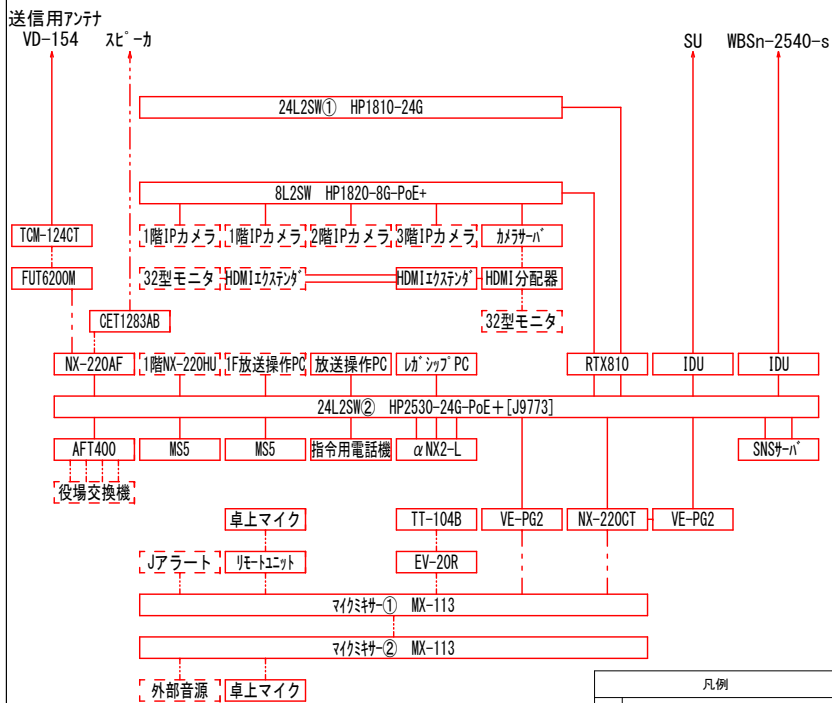 送信用アンテナ
VD-154
スピーカ
SU
WBSn-2540-s
24L2SW① HP1810-24G
8L2SW HP1820-8G-PoE+
TCM-124CT
1階IPカメラ
1階IPカメラ
2階IPカメラ
3階IPカメラ
カメラサーバ
FUT6200M
32型モニタ
HDMIエクステンダ
HDMIエクステンダ
HDMI分配器
CET1283AB
32型モニタ
NX-220AF
1階NX-220HU
1F放送操作PC
放送操作PC
レガシップPC
RTX810
IDU
IDU
24L2SW② HP2530-24G-PoE+[J9773]
AFT400
MS5
MS5
指令用電話機
αNX2-L
SNSサーバ
役場交換機
卓上マイク
TT-104B
VE-PG2
NX-220CT
VE-PG2
Jアラート
リモートユニット
EV-20R
マイクミキサー① MX-113
マイクミキサー② MX-113
外部音源
卓上マイク
凡例